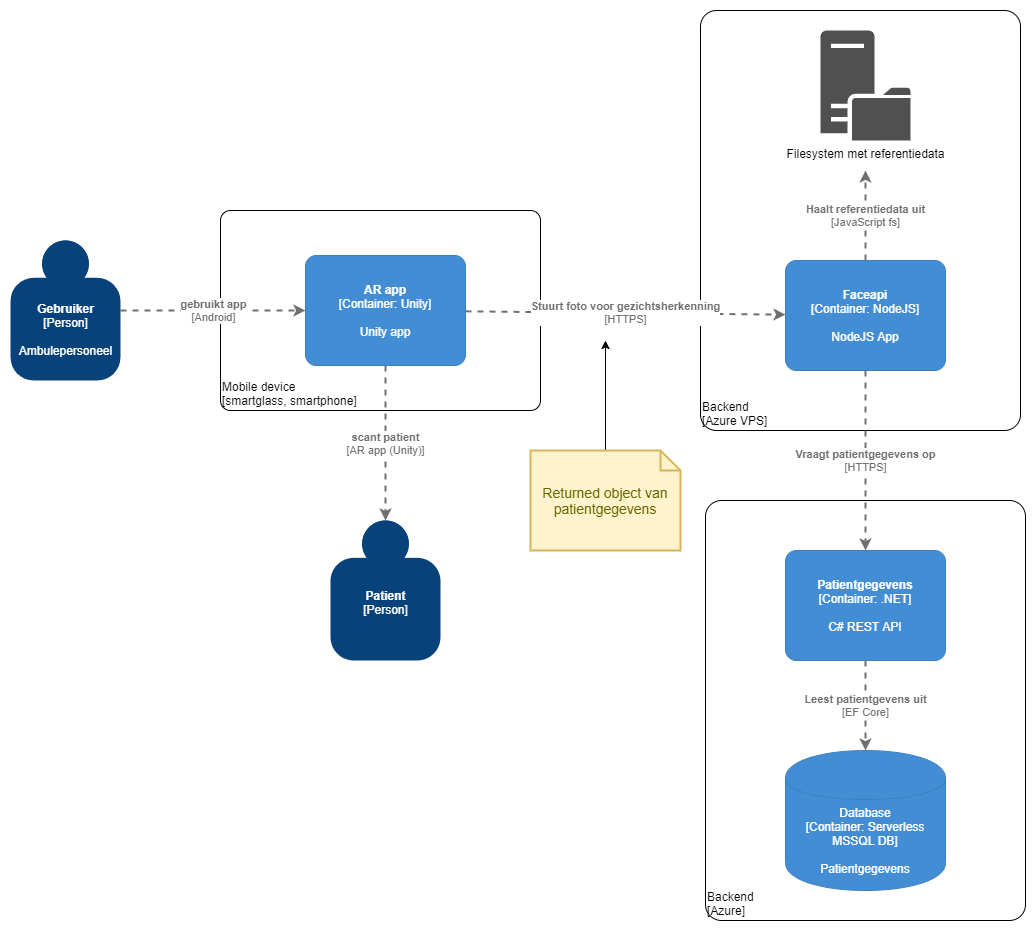 Filesystem met referentiedata
Haalt referentiedata uit
[JavaScript fs]
Gebruiker
[Person]
Ambulepersoneel
gebruikt app
[Android]
AR app
[Container: Unity]
Unity app
Mobile device
[smartglass, smartphone]
Stuurt foto voor gezichtsherkenning
[HTTPS]
Faceapi
[Container: NodeJS]
NodeJS App
Backend
[Azure VPS]
scant patient
[AR app (Unity)]
Patient
[Person]
Returned object van
patientgegevens
Vraagt patientgegevens op
[HTTPS]
Patientgegevens
[Container: .NET]
C# REST API
Leest patientgevens uit
[EF Core]
Database
[Container: Serverless
MSSQL DB]
Patientgegevens
Backend
[Azure]